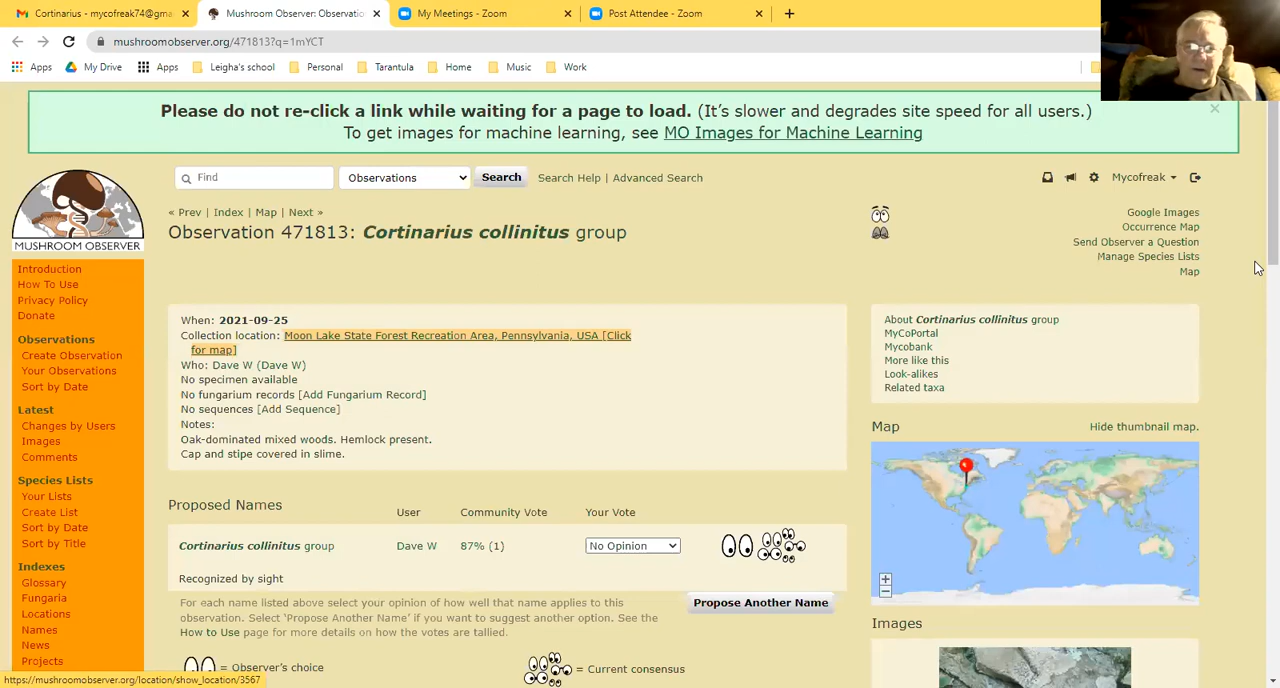 Cortinarius - mycofreak74@gma
Mushroom Observer: Observatio
My Meetings - Zoom
Post Attendee - Zoom
mushroomobserver.org/471813?q=1mYCT
Apps My Drive Apps Leigha's school Personal Tarantula Home Music Work
Please do not re-click a link while waiting for a page to load. (It's slower and degrades site speed for all users.)
To get images for machine learning, see MO Images for Machine Learning
MUSHROOM OBSERVER
Find Observations Search Search Help | Advanced Search Mycofreak
« Prev | Index | Map | Next »
Observation 471813: Cortinarius collinitus group
Google Images
Occurrence Map
Send Observer a Question
Manage Species Lists
Map
Introduction
How To Use
Privacy Policy
Donate
Observations
Create Observation
Your Observations
Sort by Date
Latest
Changes by Users
Images
Comments
Species Lists
Your Lists
Create List
Sort by Date
Sort by Title
Indexes
Glossary
Fungaria
Locations
Names
News
Projects
When: 2021-09-25
Collection location: Moon Lake State Forest Recreation Area, Pennsylvania, USA [Click
for map]
Who: Dave W (Dave W)
No specimen available
No fungarium records [Add Fungarium Record]
No sequences [Add Sequence]
Notes:
Oak-dominated mixed woods. Hemlock present.
Cap and stipe covered in slime.
About Cortinarius collinitus group
MyCoPortal
Mycobank
More like this
Look-alikes
Related taxa
Map Hide thumbnail map.
Proposed Names User Community Vote Your Vote
Cortinarius collinitus group Dave W 87% (1) No Opinion
Recognized by sight
For each name listed above select your opinion of how well that name applies to this
observation. Select 'Propose Another Name' if you want to suggest another option. See the
How to Use page for more details on how the votes are tallied.
Propose Another Name
= Observer's choice = Current consensus
Images
https://mushroomobserver.org/location/show_location/3567